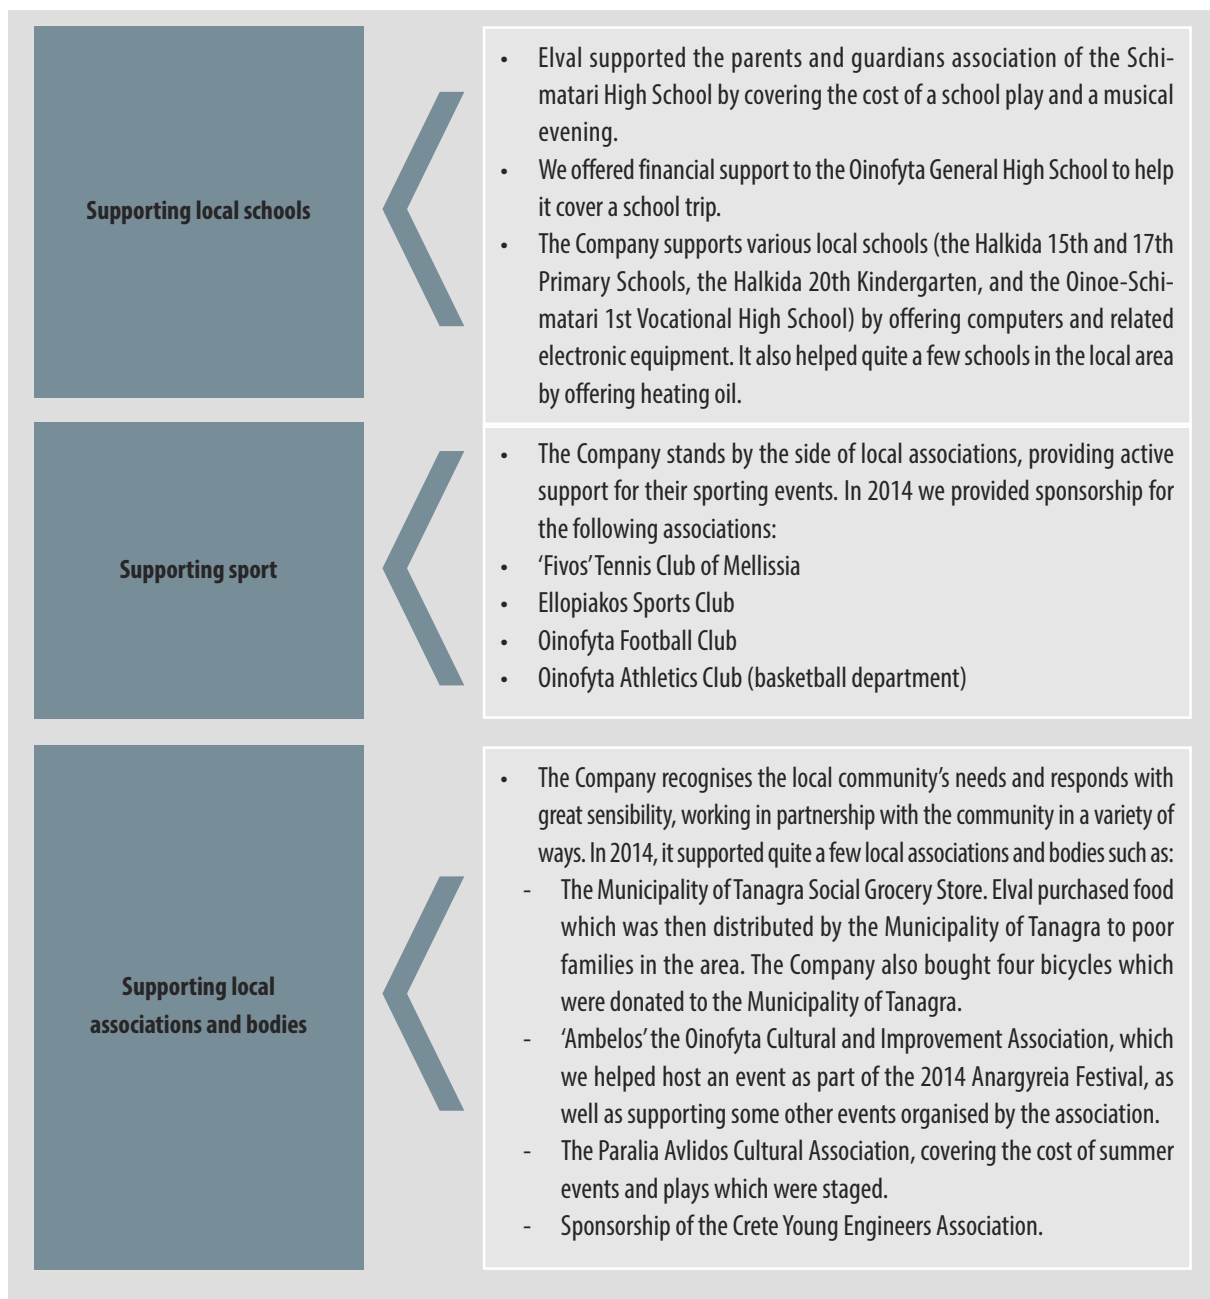 Supporting local schools
• Elval supported the parents and guardians association of the Schi-
matari High School by covering the cost of a school play and a musical
evening.
• We offered financial support to the Oinofyta General High School to help
it cover a school trip.
• The Company supports various local schools (the Halkida 15th and 17th
Primary Schools, the Halkida 20th Kindergarten, and the Oinoe-Schi-
matari 1st Vocational High School) by offering computers and related
electronic equipment. It also helped quite a few schools in the local area
by offering heating oil.
Supporting sport
• The Company stands by the side of local associations, providing active
support for their sporting events. In 2014 we provided sponsorship for
the following associations:
• ‘Fivos’ Tennis Club of Mellissia
• Ellopiakos Sports Club
• Oinofyta Football Club
• Oinofyta Athletics Club (basketball department)
Supporting local
associations and bodies
• The Company recognises the local community’s needs and responds with
great sensibility, working in partnership with the community in a variety of
ways. In 2014, it supported quite a few local associations and bodies such as:
- The Municipality of Tanagra Social Grocery Store. Elval purchased food
which was then distributed by the Municipality of Tanagra to poor
families in the area. The Company also bought four bicycles which
were donated to the Municipality of Tanagra.
- ‘Ambelos’ the Oinofyta Cultural and Improvement Association, which
we helped host an event as part of the 2014 Anargyreia Festival, as
well as supporting some other events organised by the association.
- The Paralia Avlidos Cultural Association, covering the cost of summer
events and plays which were staged.
- Sponsorship of the Crete Young Engineers Association.